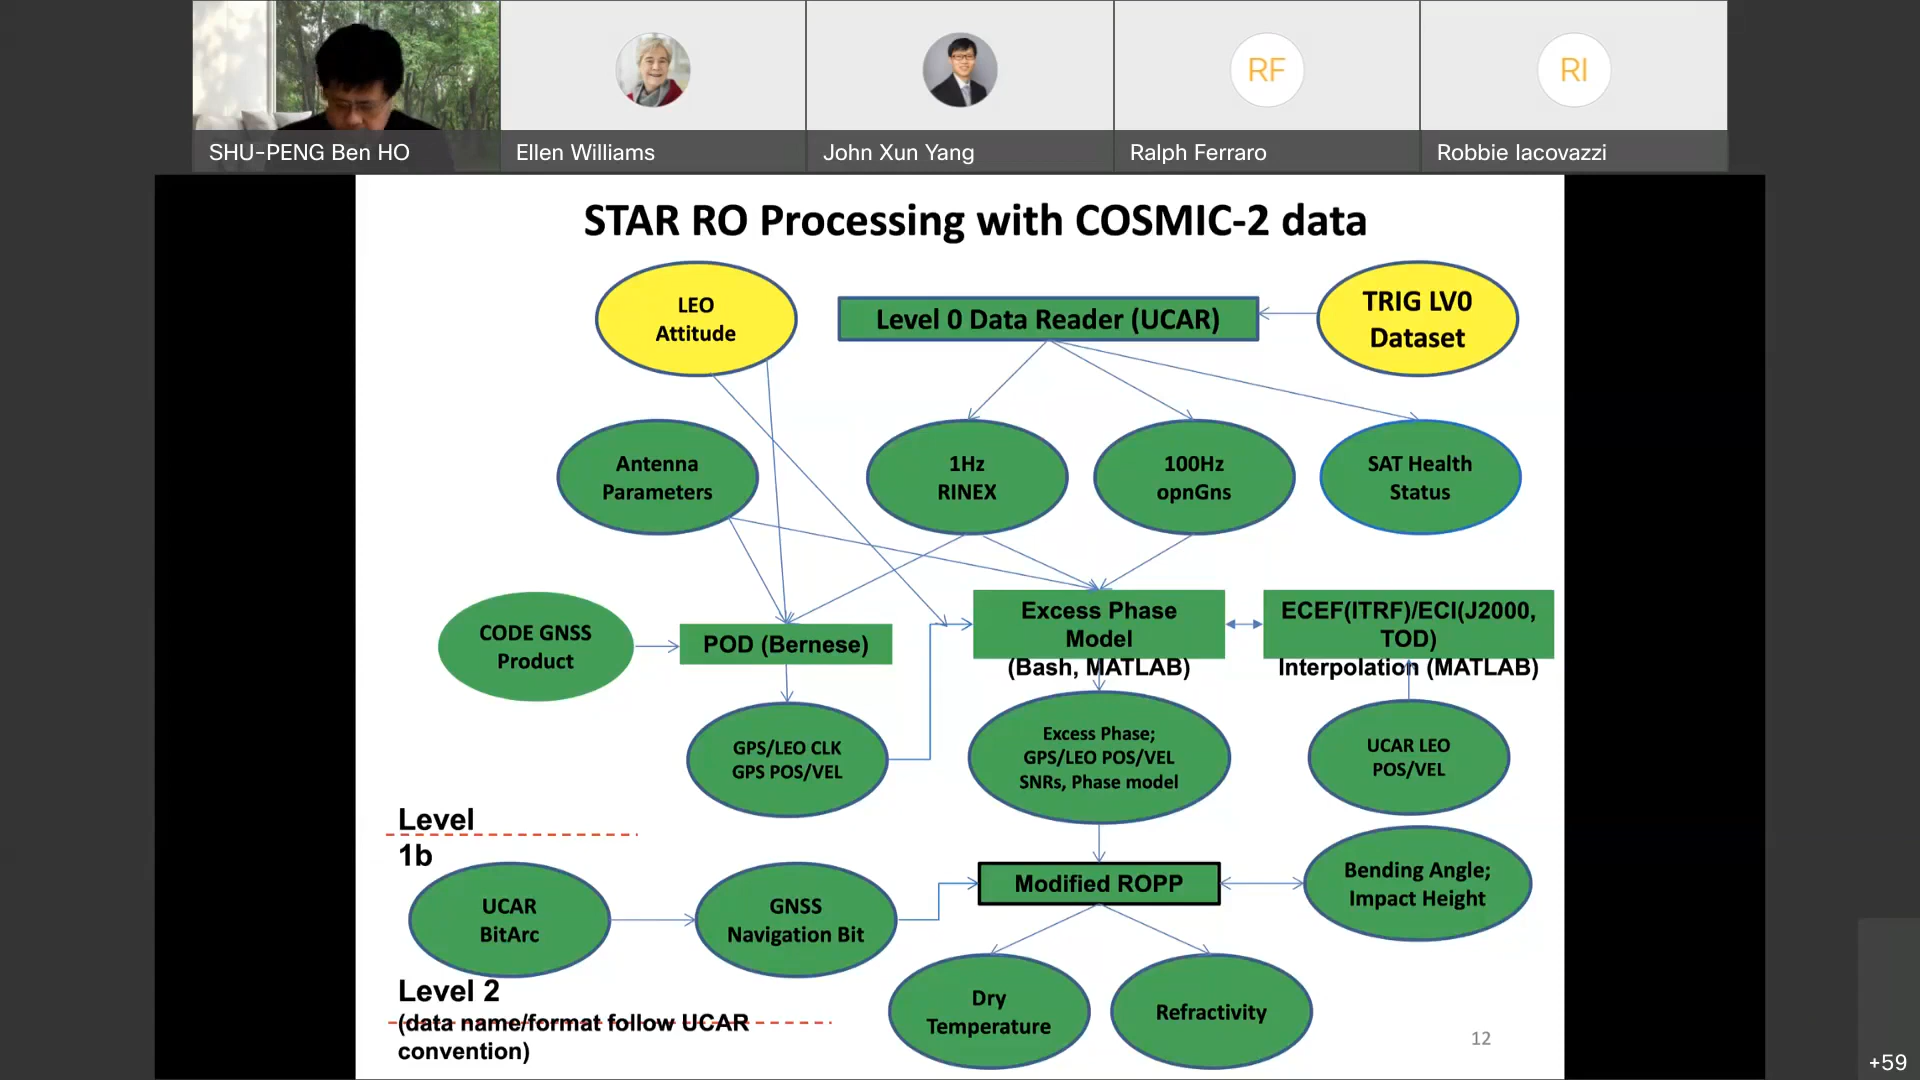 SHU-PENG Ben HO
Ellen Williams
John Xun Yang
RF
Ralph Ferraro
RI
Robbie Iacovazzi
STAR RO Processing with COSMIC-2 data
LEO
Attitude
Level 0 Data Reader (UCAR)
TRIG LV0
Dataset
Antenna
Parameters
1Hz
RINEX
100Hz
opnGns
SAT Health
Status
CODE GNSS
Product
POD (Bernese)
Excess Phase
Model
(Bash, MATLAB)
ECEF(ITRF)/ECI(J2000,
TOD)
Interpolation (MATLAB)
GPS/LEO CLK
GPS POS/VEL
Excess Phase;
GPS/LEO POS/VEL
SNRs, Phase model
UCAR LEO
POS/VEL
Level
1b
UCAR
BitArc
GNSS
Navigation Bit
Modified ROPP
Bending Angle;
Impact Height
Level 2
(data name/format follow UCAR
convention)
Dry
Temperature
Refractivity
12
+59